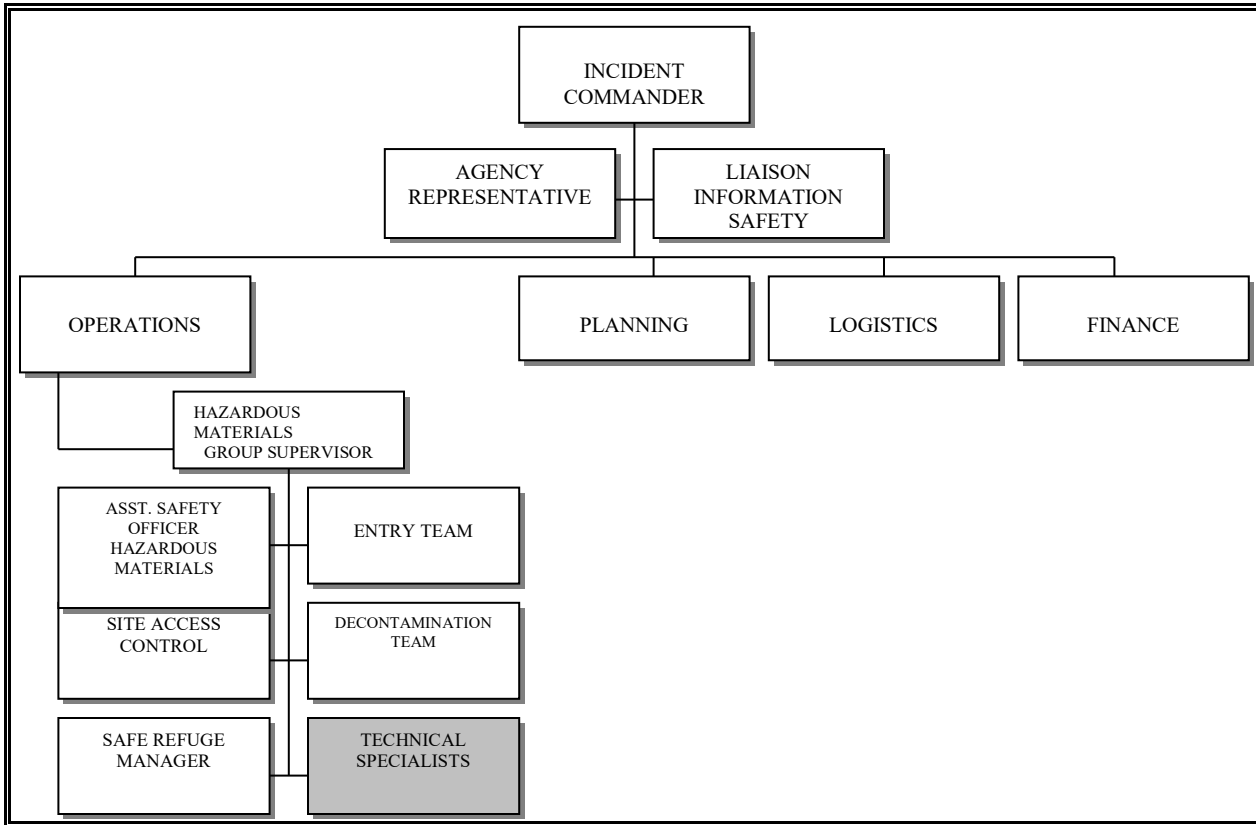 INCIDENT
COMMANDER
AGENCY
REPRESENTATIVE
LIAISON
INFORMATION
SAFETY
OPERATIONS
PLANNING
LOGISTICS
FINANCE
HAZARDOUS
MATERIALS
GROUP SUPERVISOR
ASST. SAFETY
OFFICER
HAZARDOUS
MATERIALS
ENTRY TEAM
SITE ACCESS
CONTROL
DECONTAMINATION
TEAM
SAFE REFUGE
MANAGER
TECHNICAL
SPECIALISTS